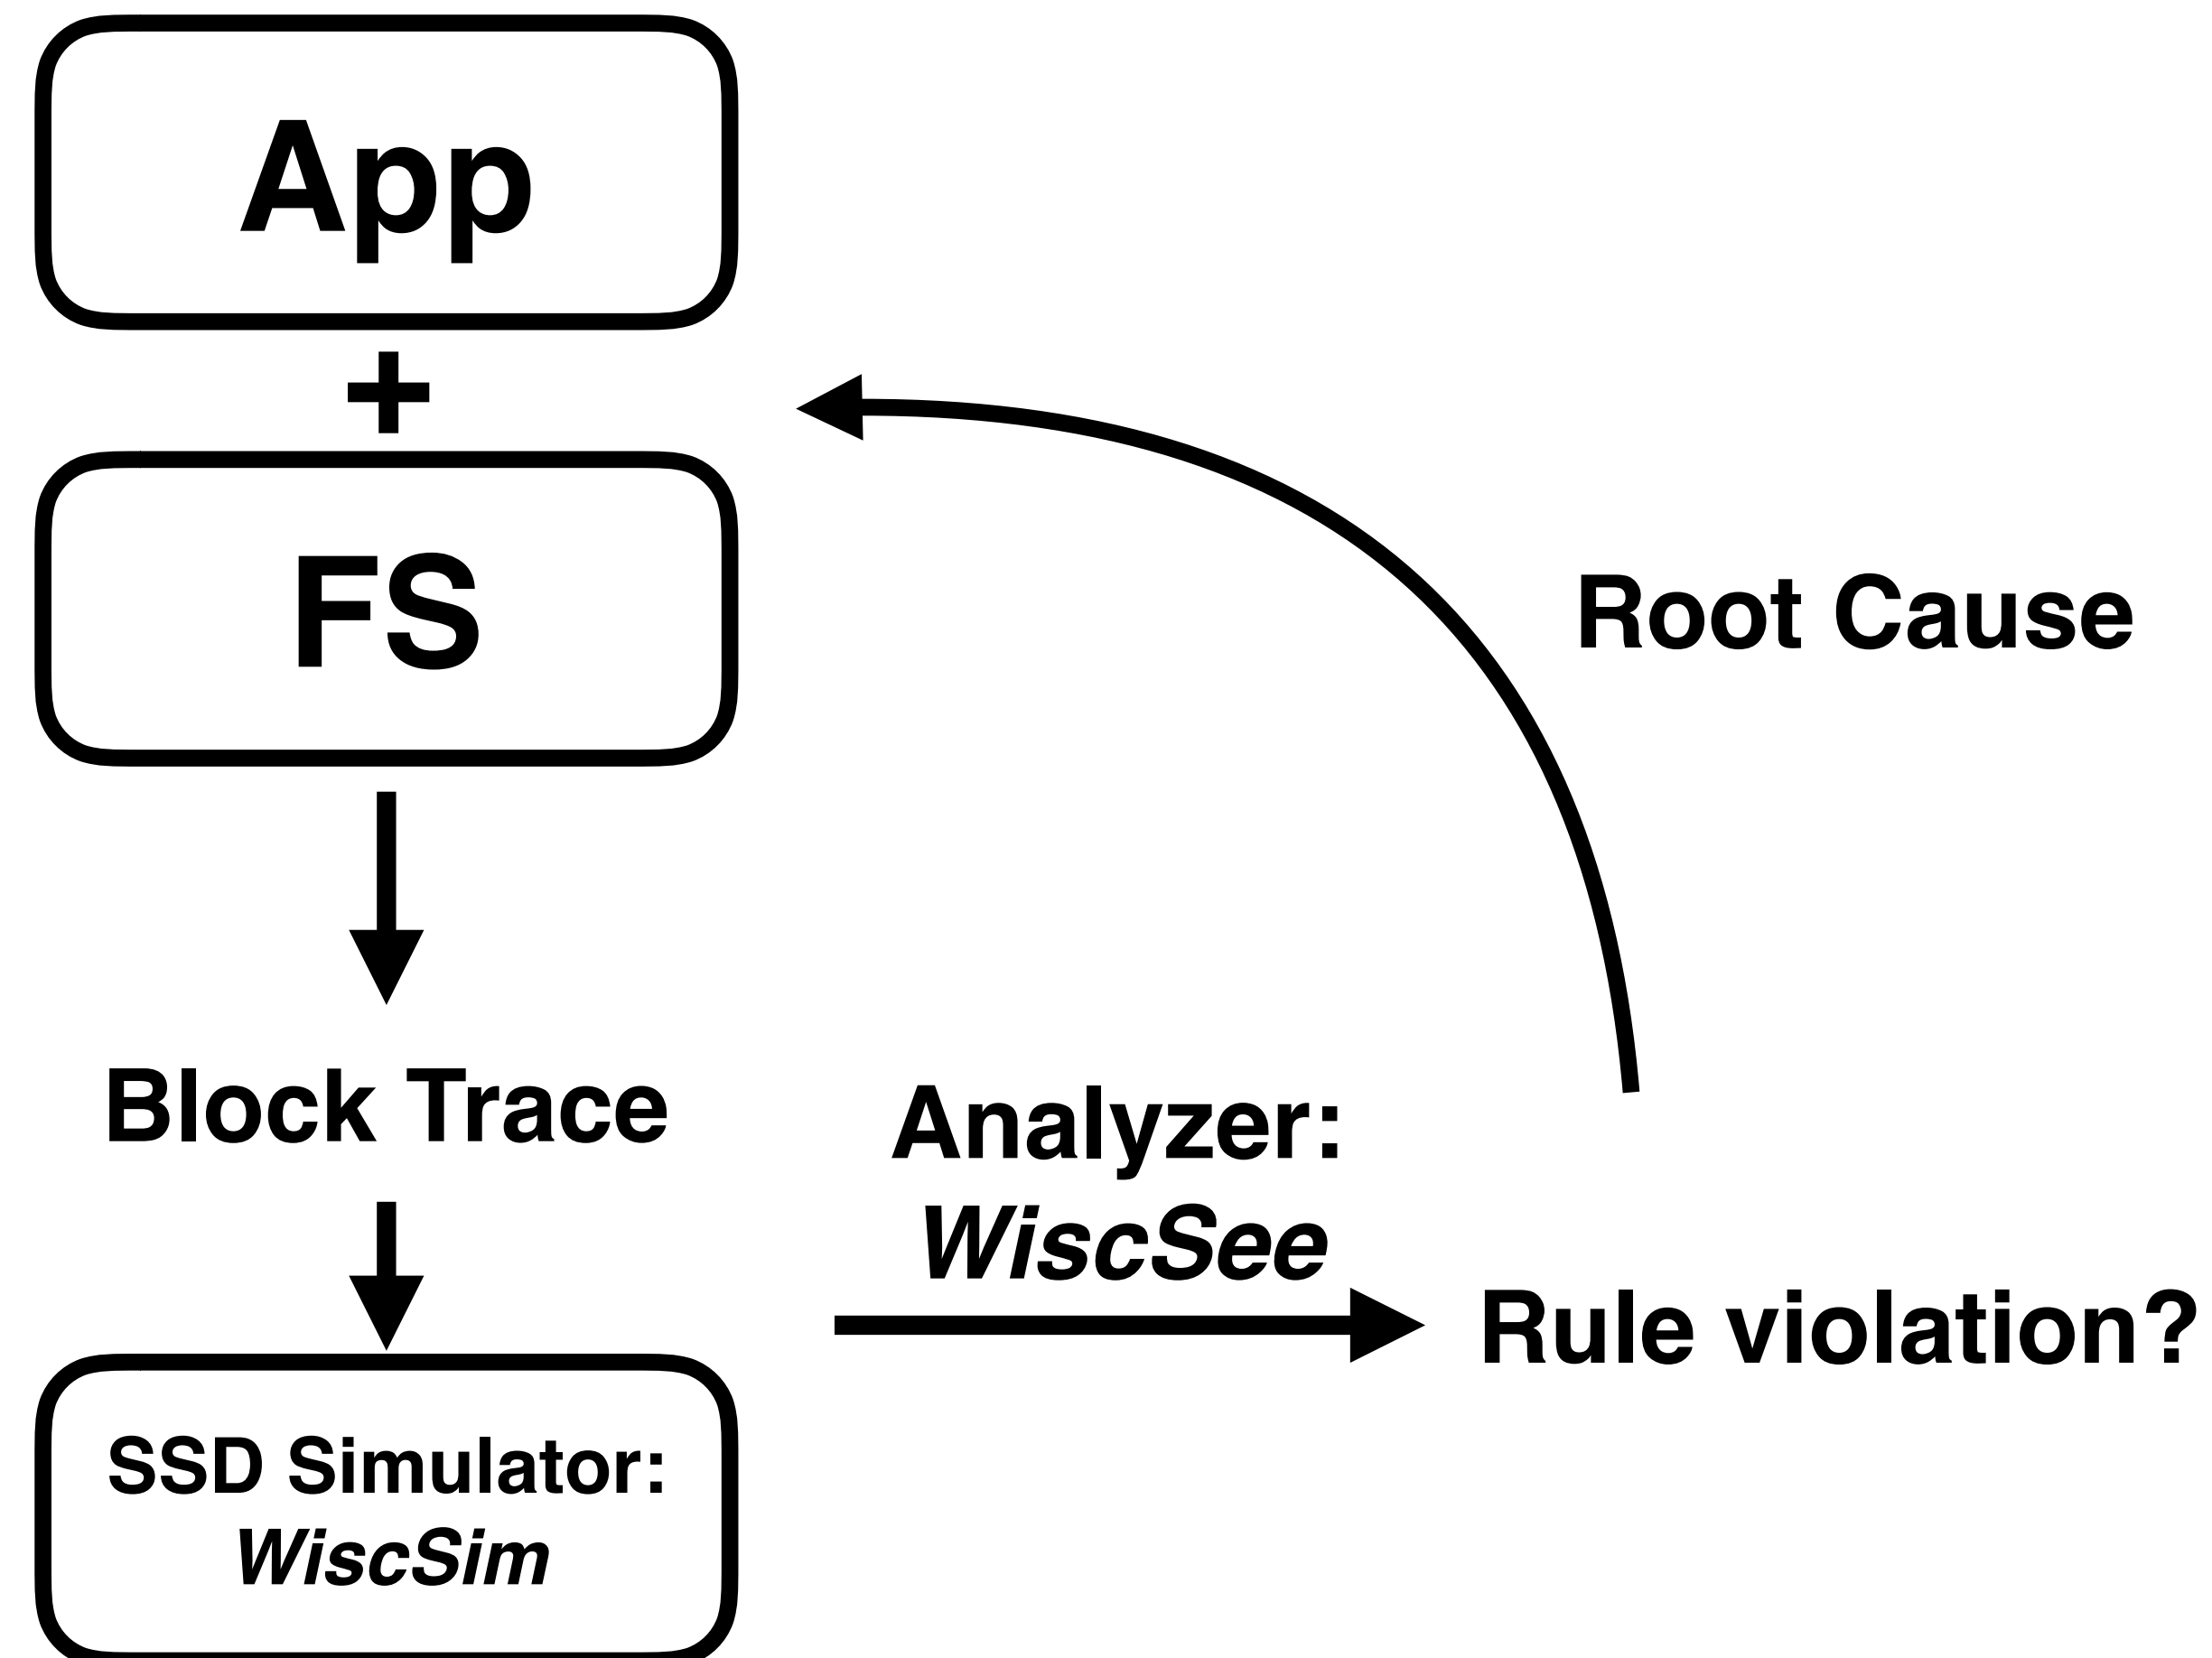 App
+
FS
Root Cause
Block Trace
Analyzer:
WiscSee
Rule violation?
SSD Simulator:
WiscSim